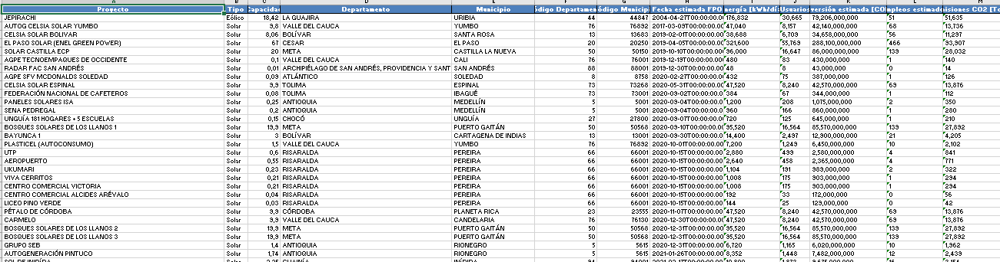 A B C D E F G H I J K L M
Proyecto Tipo Capacidad Departamento Municipio ódigo Departamen ódigo Municipi Fecha estimada FPO nergía [kWh/dí Usuarios versión estimada [CO pleos estimado isiones CO2 [To
JEPIRACHI Eólico 18,42 LA GUAJIRA URIBIA 44 44847 2004-04-27T00:00:00.00 176,832 30,665 79,206,000,000 51 51,635
AUTOG CELSIA SOLAR YUMBO Solar 9,8 VALLE DEL CAUCA YUMBO 76 76892 2017-03-09T00:00:00.00 47,040 8,157 42,140,000,000 68 13,736
CELSIA SOLAR BOLIVAR Solar 8,06 BOLÍVAR SANTA ROSA 13 13683 2019-02-01T00:00:00.00 38,688 6,709 34,658,000,000 56 11,297
EL PASO SOLAR (ENEL GREEN POWER) Solar 67 CESAR EL PASO 20 20250 2019-04-05T00:00:00.00 321,600 55,769 288,100,000,000 466 93,907
SOLAR CASTILLA ECP Solar 20 META CASTILLA LA NUEVA 50 50150 2019-10-10T00:00:00.00 96,000 16,647 86,000,000,000 139 28,032
AGPE TECNOEMPAQUES DE OCCIDENTE Solar 0,1 VALLE DEL CAUCA CALI 76 76001 2019-12-19T00:00:00.00 480 83 430,000,000 1 140
RADAR FAC SAN ANDRÉS Solar 0,01 ARCHIPIÉLAGO DE SAN ANDRÉS, PROVIDENCIA Y SANT SAN ANDRÉS 88 88001 2019-12-30T00:00:00.00 48 8 43,000,000 0 14
AGPE SFV MCDONALDS SOLEDAD Solar 0,09 ATLÁNTICO SOLEDAD 8 8758 2020-02-27T00:00:00.00 432 75 387,000,000 1 126
CELSIA SOLAR ESPINAL Solar 9,9 TOLIMA ESPINAL 73 73268 2020-05-31T00:00:00.00 47,520 8,240 42,570,000,000 69 13,876
FEDERACIÓN NACIONAL DE CAFETEROS Solar 0,08 TOLIMA IBAGUÉ 73 73001 2020-09-02T00:00:00.00 384 67 344,000,000 1 112
PANELES SOLARES ISA Solar 0,25 ANTIOQUIA MEDELLÍN 5 5001 2020-09-04T00:00:00.00 1,200 208 1,075,000,000 2 350
SENA PEDREGAL Solar 0,2 ANTIOQUIA MEDELLÍN 5 5001 2020-09-04T00:00:00.00 960 166 860,000,000 1 280
UNGUÍA 181 HOGARES + 5 ESCUELAS Solar 0,15 CHOCÓ UNGUÍA 27 27800 2020-09-07T00:00:00.00 720 125 645,000,000 1 210
BOSQUES SOLARES DE LOS LLANOS 1 Solar 19,9 META PUERTO GAITÁN 50 50568 2020-09-10T00:00:00.00 95,520 16,564 85,570,000,000 139 27,892
BAYUNCA 1 Solar 3 BOLÍVAR CARTAGENA DE INDIAS 13 13001 2020-09-30T00:00:00.00 14,400 2,497 12,900,000,000 21 4,205
PLASTICEL (AUTOCONSUMO) Solar 1,5 VALLE DEL CAUCA YUMBO 76 76892 2020-10-01T00:00:00.00 7,200 1,249 6,450,000,000 10 2,102
UTP Solar 0,6 RISARALDA PEREIRA 66 66001 2020-10-15T00:00:00.00 2,880 499 2,580,000,000 4 841
AEROPUERTO Solar 0,55 RISARALDA PEREIRA 66 66001 2020-10-15T00:00:00.00 2,640 458 2,365,000,000 4 771
UKUMARI Solar 0,23 RISARALDA PEREIRA 66 66001 2020-10-15T00:00:00.00 1,104 191 989,000,000 2 322
VIVA CERRITOS Solar 0,21 RISARALDA PEREIRA 66 66001 2020-10-15T00:00:00.00 1,008 175 903,000,000 1 294
CENTRO COMERCIAL VICTORIA Solar 0,21 RISARALDA PEREIRA 66 66001 2020-10-15T00:00:00.00 1,008 175 903,000,000 1 294
CENTRO COMERCIAL ALCIDES ARÉVALO Solar 0,04 RISARALDA PEREIRA 66 66001 2020-10-15T00:00:00.00 192 33 172,000,000 0 56
LICEO PINO VERDE Solar 0,03 RISARALDA PEREIRA 66 66001 2020-10-15T00:00:00.00 144 25 129,000,000 0 42
PÉTALO DE CÓRDOBA Solar 9,9 CÓRDOBA PLANETA RICA 23 23555 2020-11-07T00:00:00.00 47,520 8,240 42,570,000,000 69 13,876
CARMELO Solar 9,9 VALLE DEL CAUCA CANDELARIA 76 76130 2020-12-30T00:00:00.00 47,520 8,240 42,570,000,000 69 13,876
BOSQUES SOLARES DE LOS LLANOS 2 Solar 19,9 META PUERTO GAITÁN 50 50568 2020-12-31T00:00:00.00 95,520 16,564 85,570,000,000 139 27,892
BOSQUES SOLARES DE LOS LLANOS 3 Solar 19,9 META PUERTO GAITÁN 50 50568 2020-12-31T00:00:00.00 95,520 16,564 85,570,000,000 139 27,892
GRUPO SEB Solar 1,4 ANTIOQUIA RIONEGRO 5 5615 2020-12-31T00:00:00.00 6,720 1,165 6,020,000,000 10 1,962
AUTOGENERACIÓN PINTUCO Solar 1,74 ANTIOQUIA RIONEGRO 5 5615 2021-01-26T00:00:00.00 8,352 1,448 7,482,000,000 12 2,439